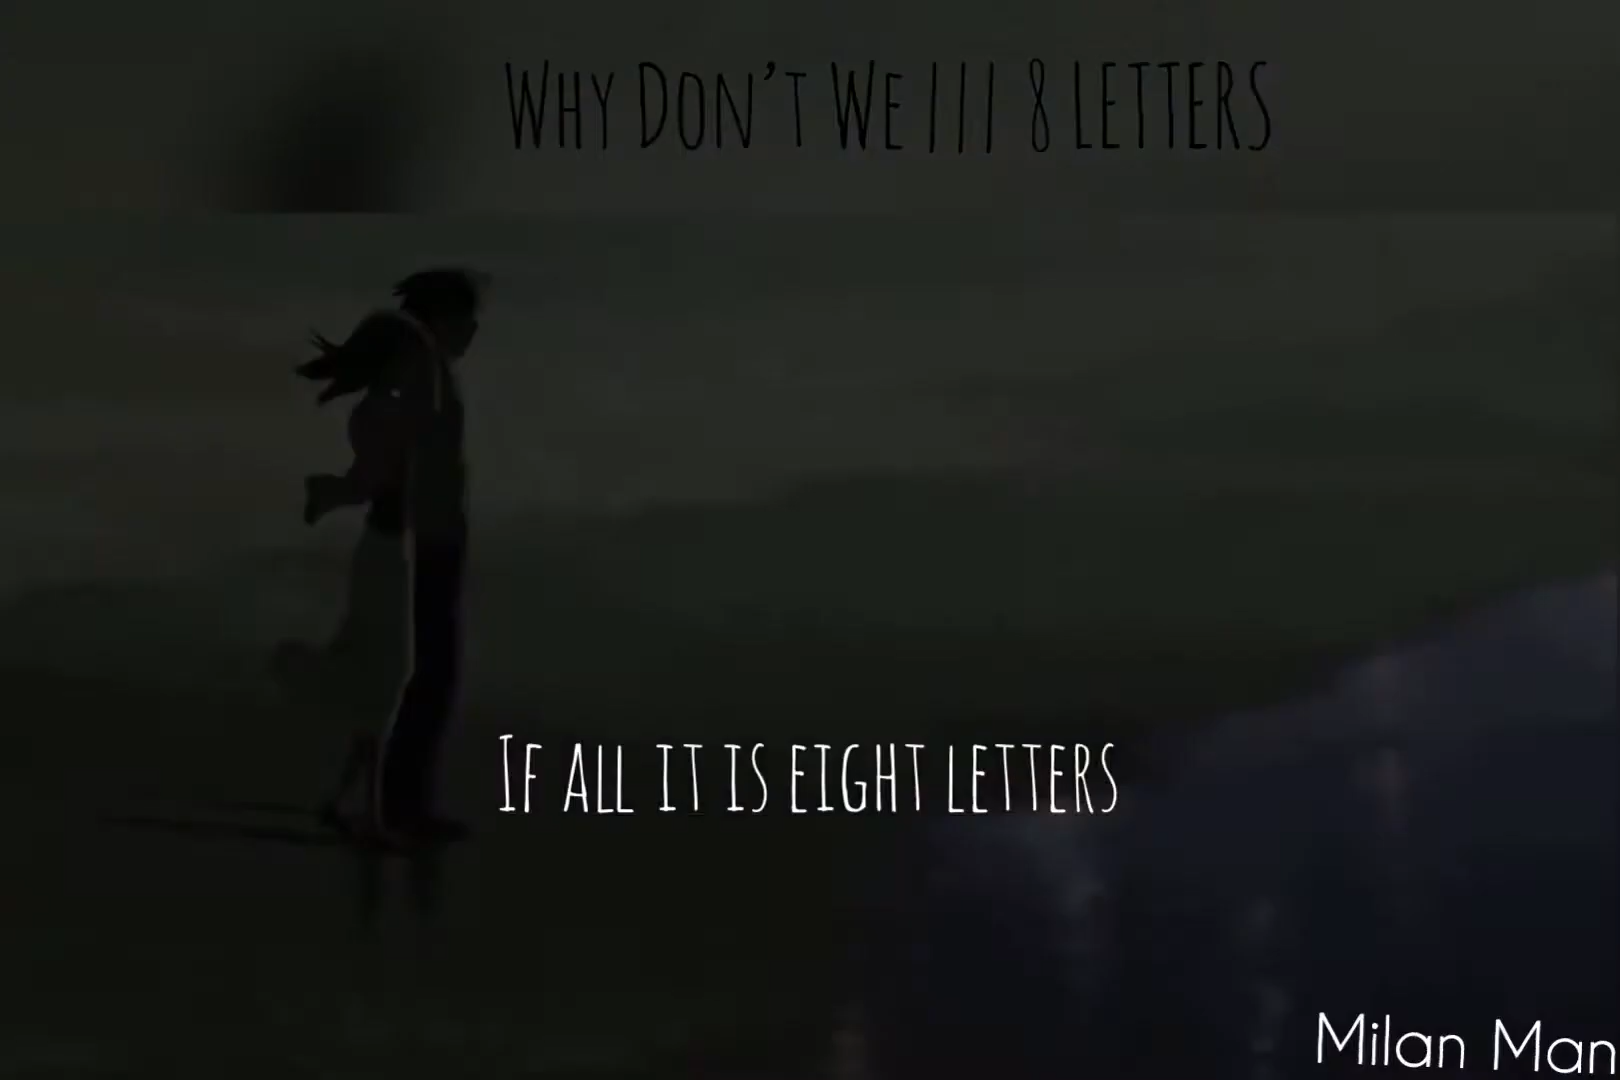 Why Don't We ||| 8 letters
If all it is eight letters
Milan Man